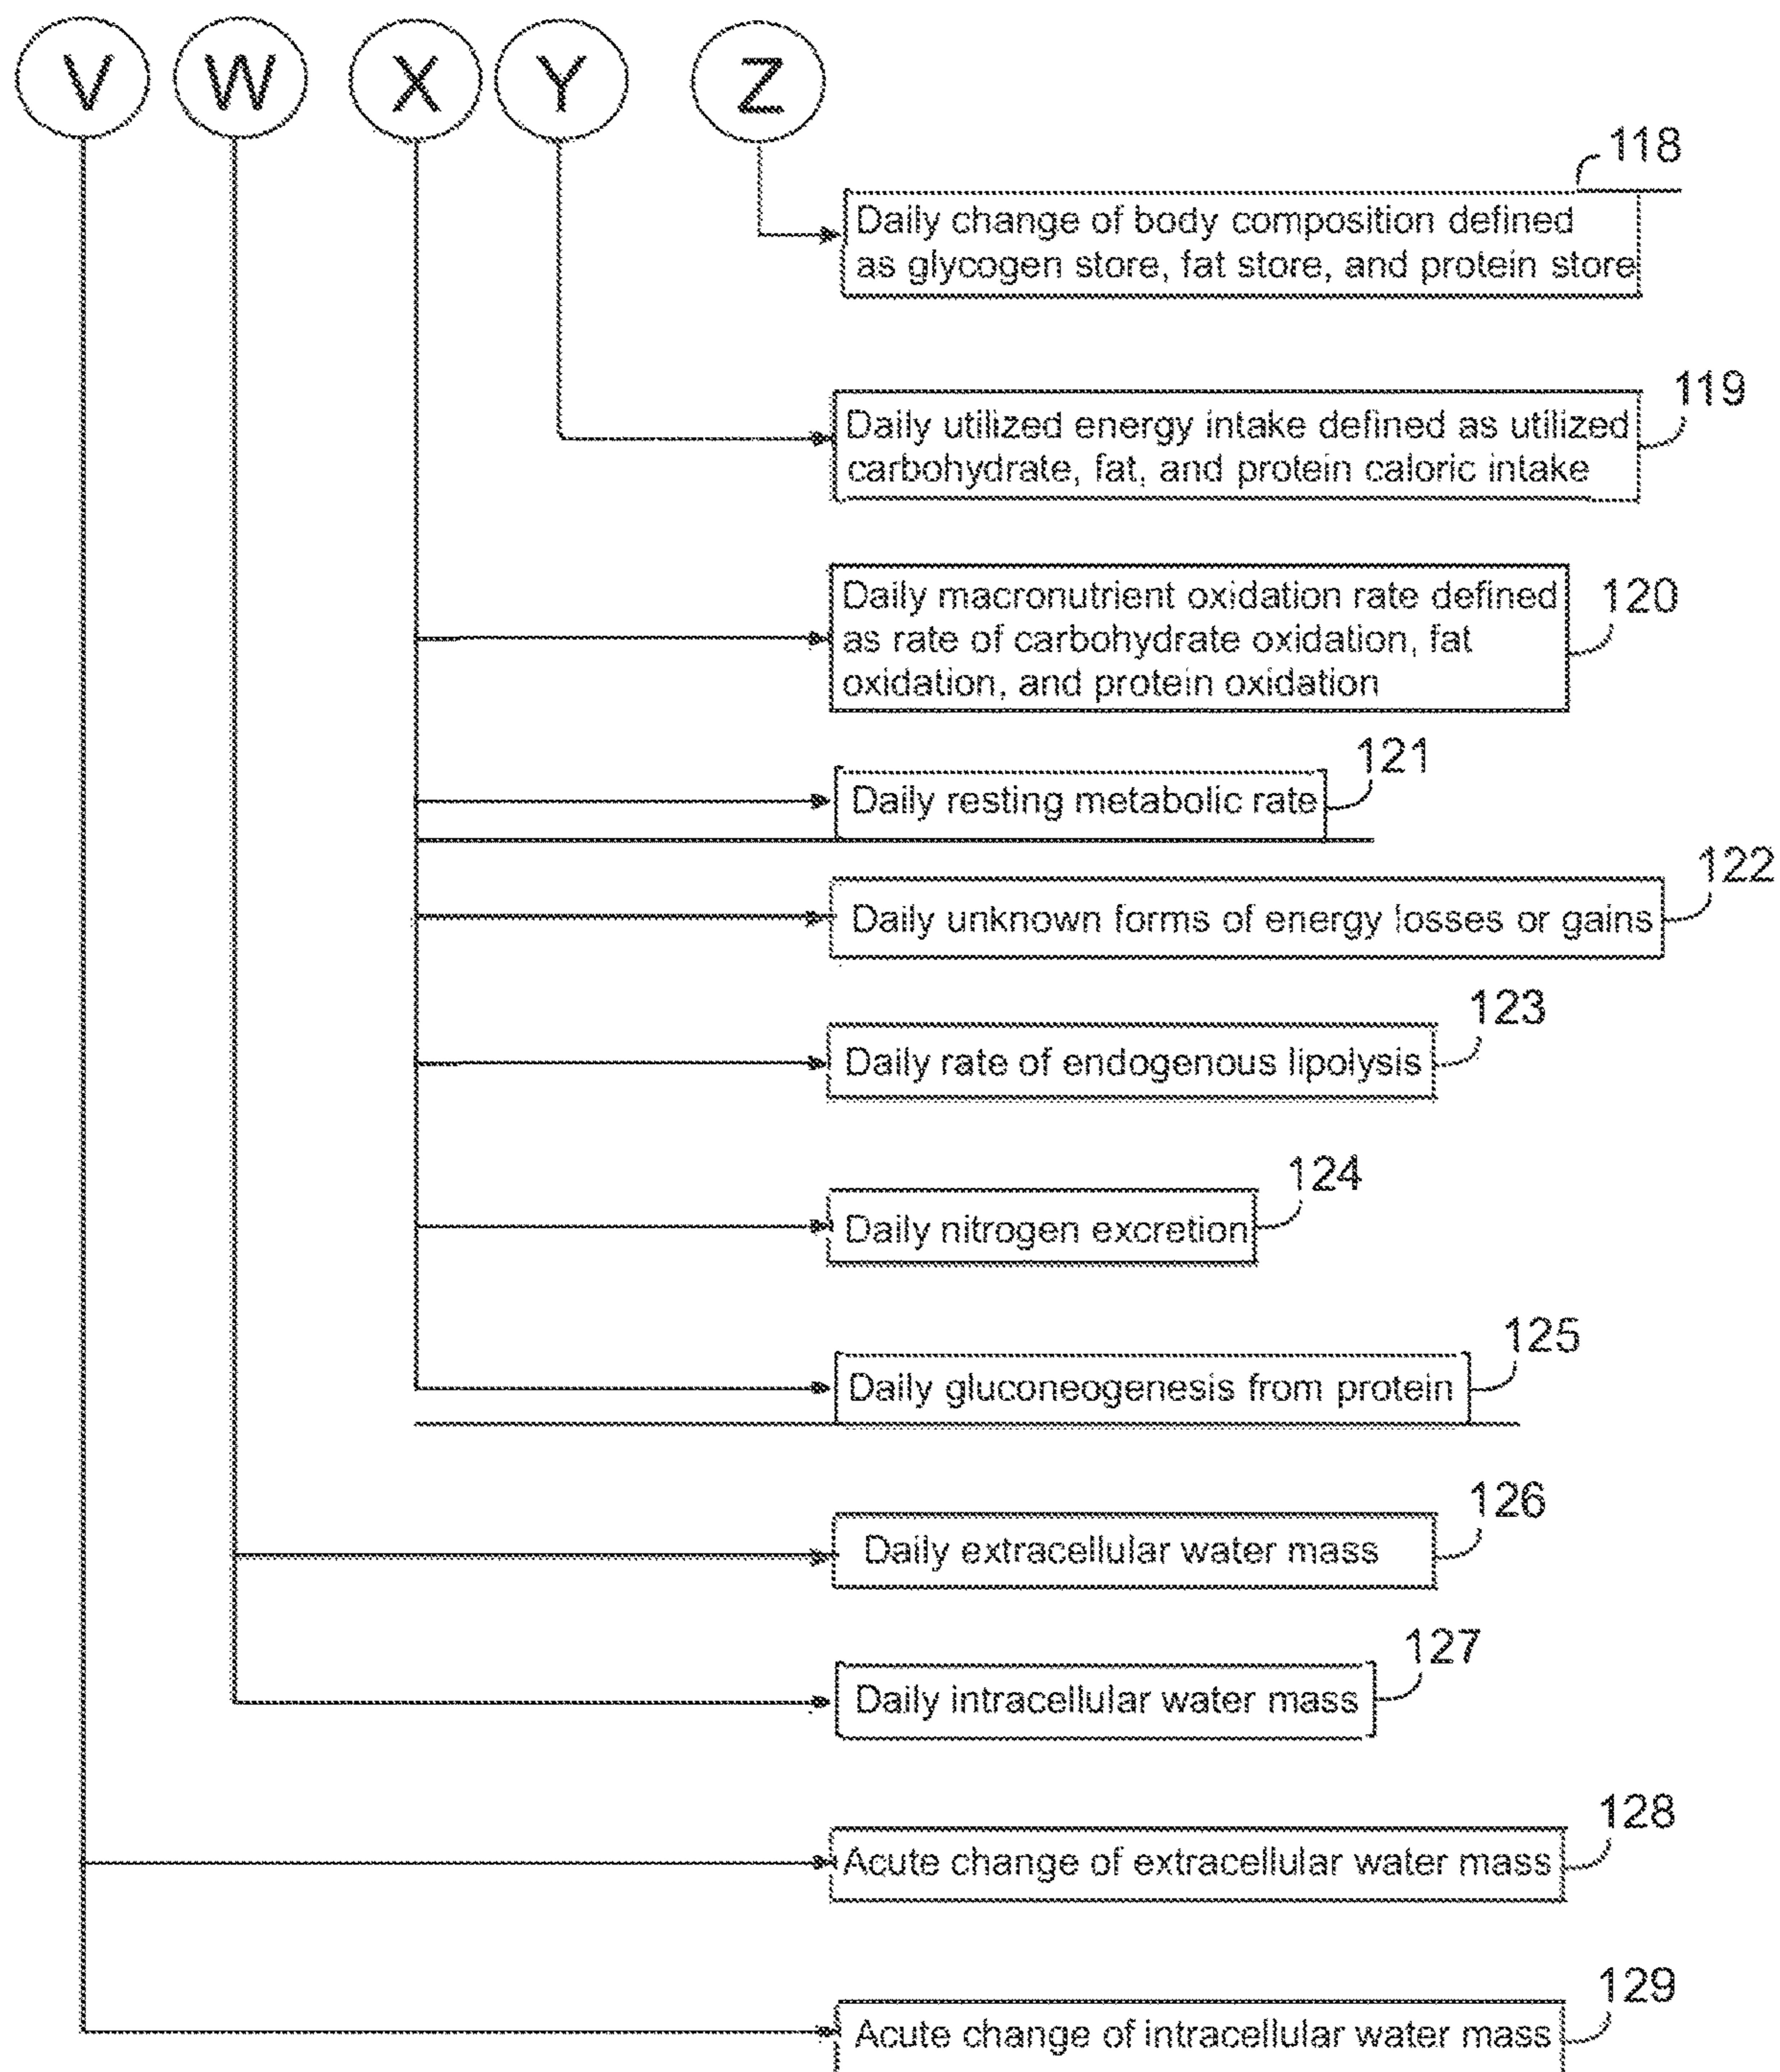 V W X Y Z
118
Daily change of body composition defined
as glycogen store, fat store, and protein store
119
Daily utilized energy intake defined as utilized
carbohydrate, fat, and protein caloric intake
120
Daily macronutrient oxidation rate defined
as rate of carbohydrate oxidation, fat
oxidation, and protein oxidation
121
Daily resting metabolic rate
122
Daily unknown forms of energy losses or gains
123
Daily rate of endogenous lipolysis
124
Daily nitrogen excretion
125
Daily gluconeogenesis from protein
126
Daily extracellular water mass
127
Daily intracellular water mass
128
Acute change of extracellular water mass
129
Acute change of intracellular water mass